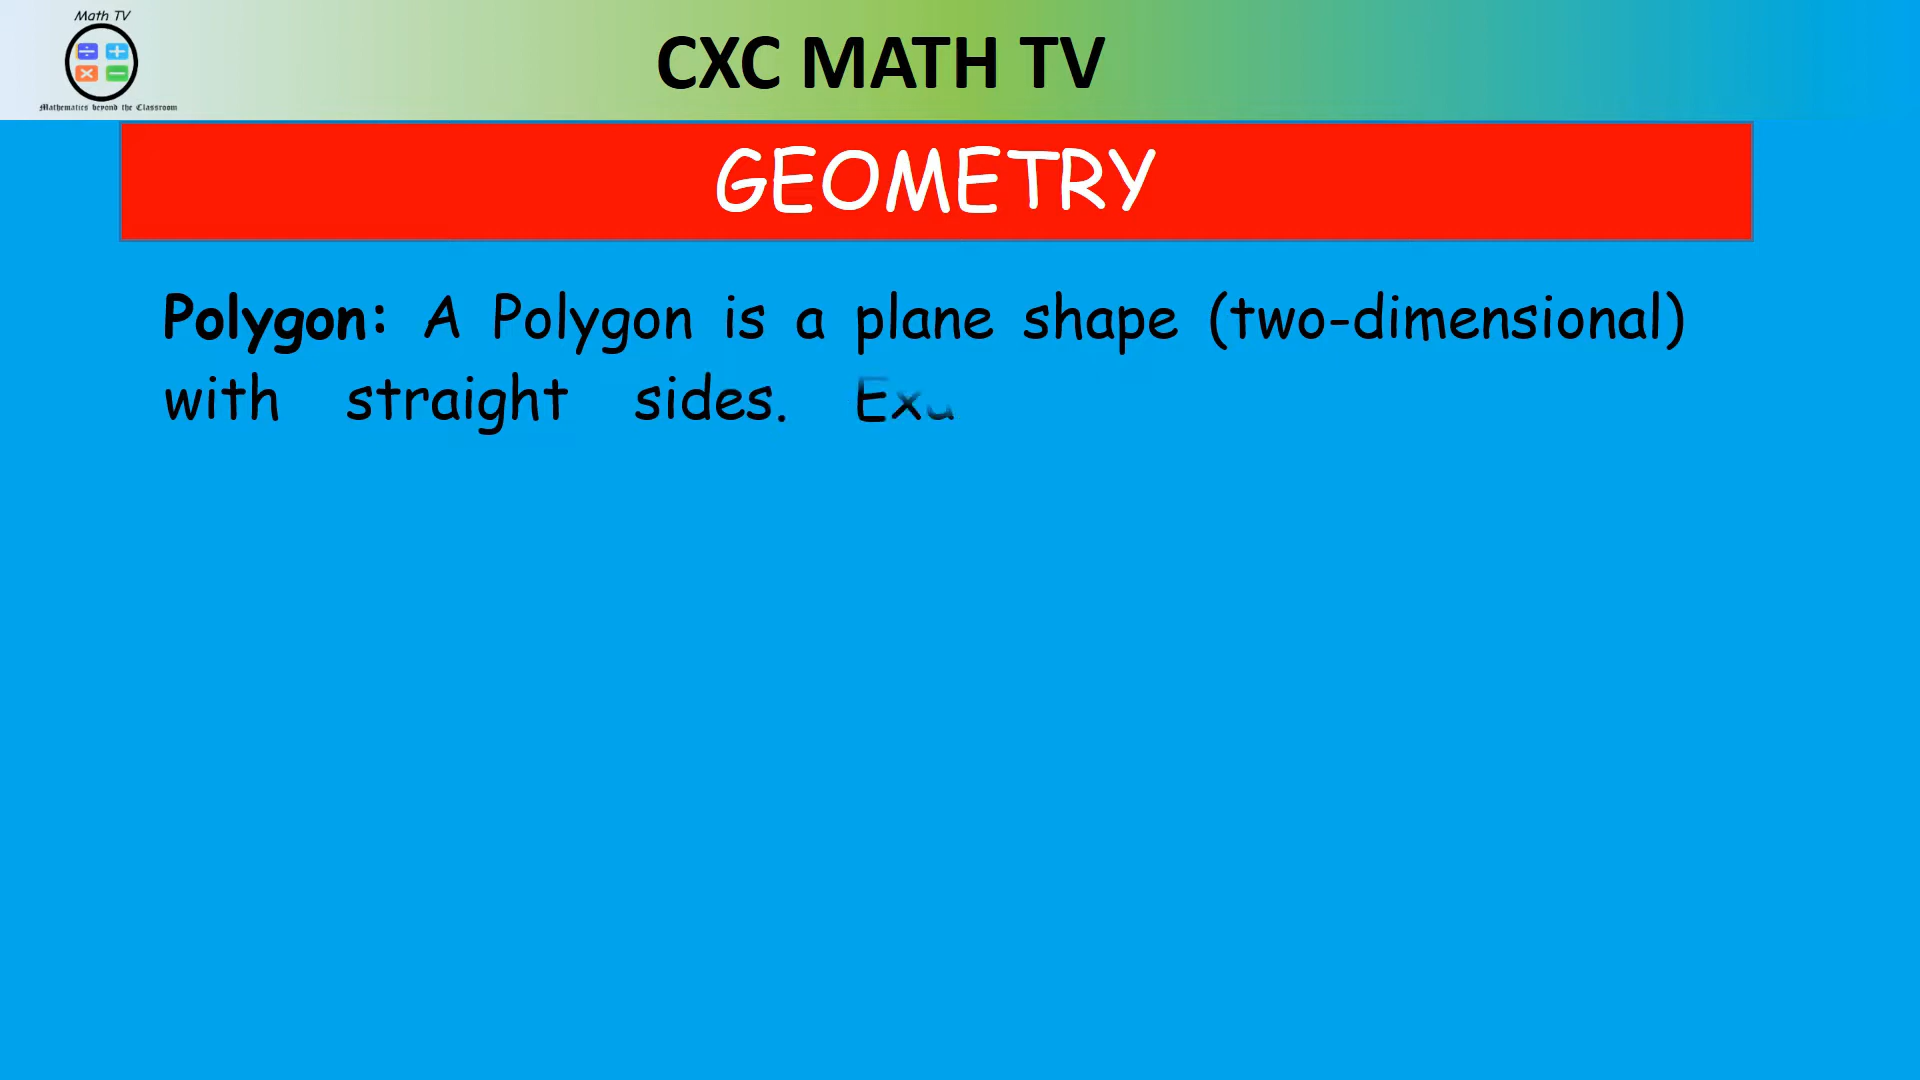 Math TV
Mathematics beyond the Classroom
CXC MATH TV
GEOMETRY
Polygon: A Polygon is a plane shape (two-dimensional)
with straight sides. Exa